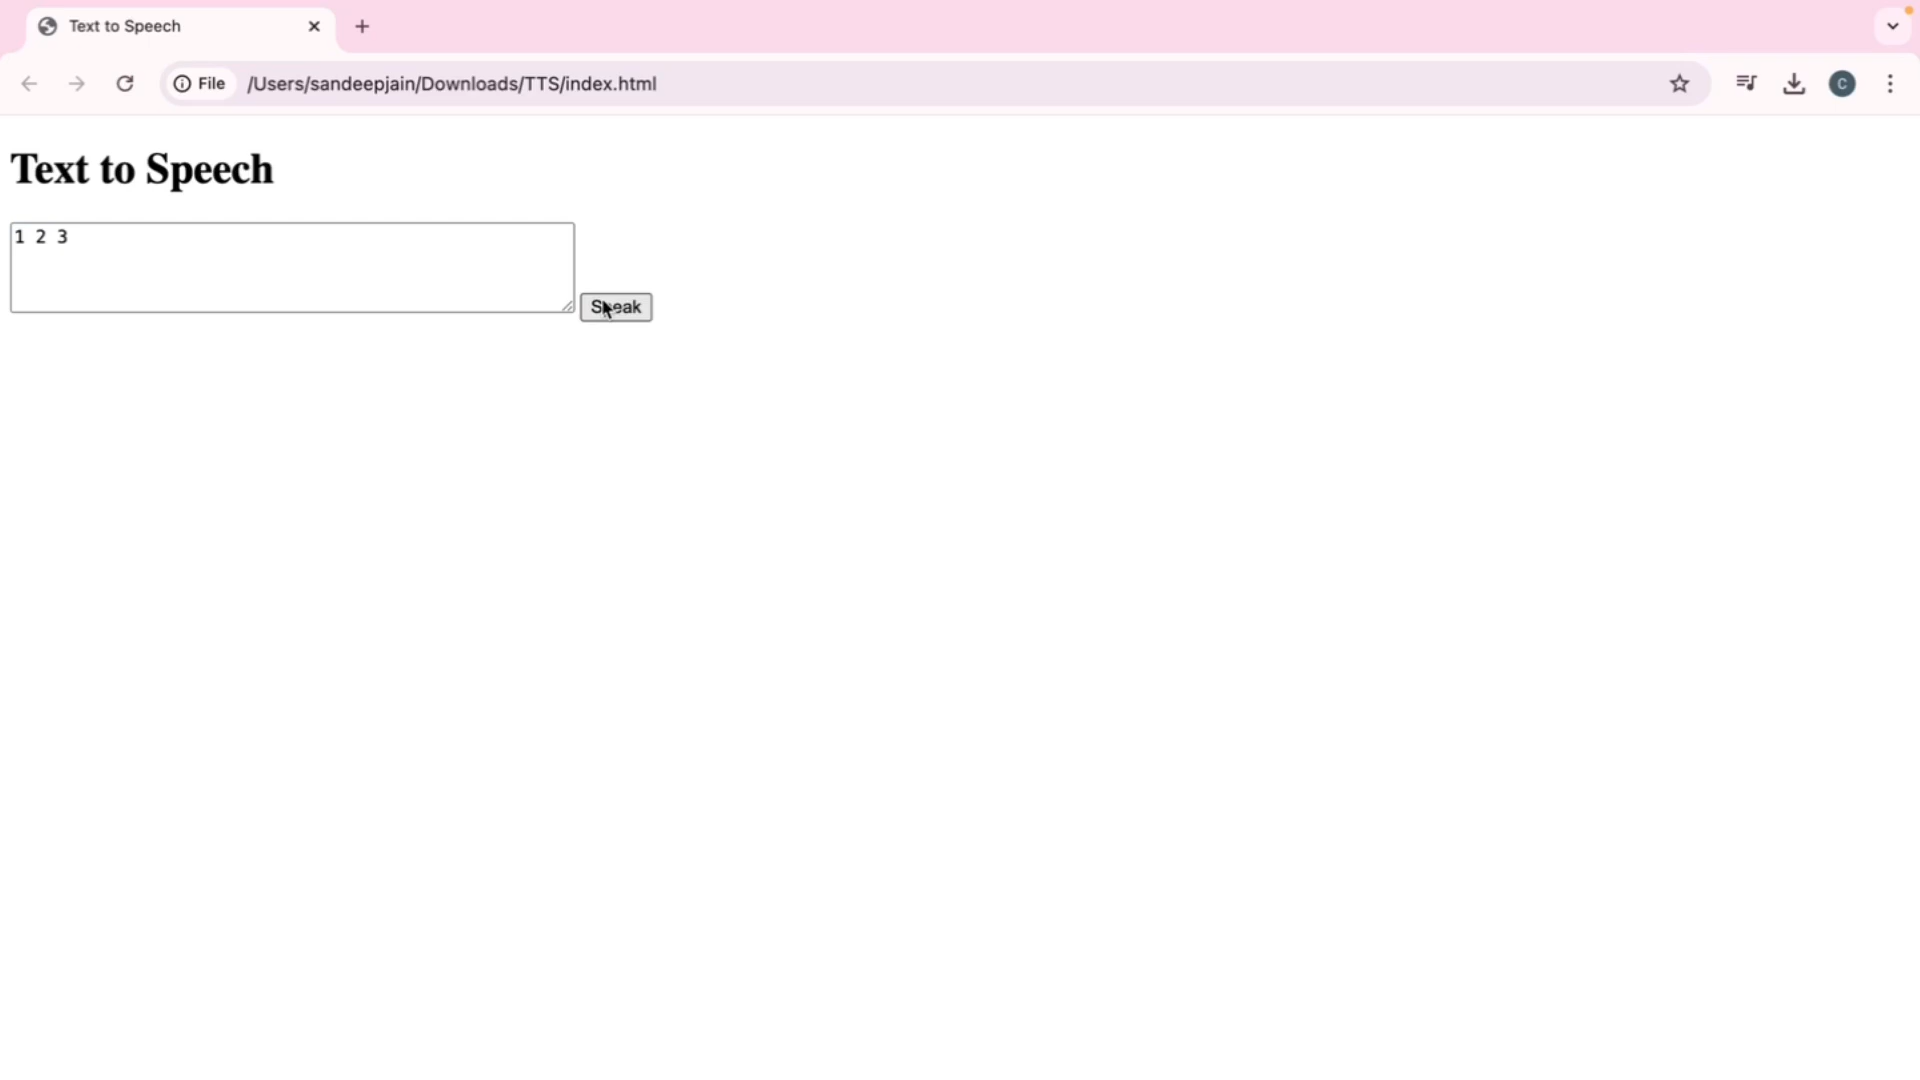 Text to Speech
File /Users/sandeepjain/Downloads/TTS/index.html
C
Text to Speech
1 2 3
Speak